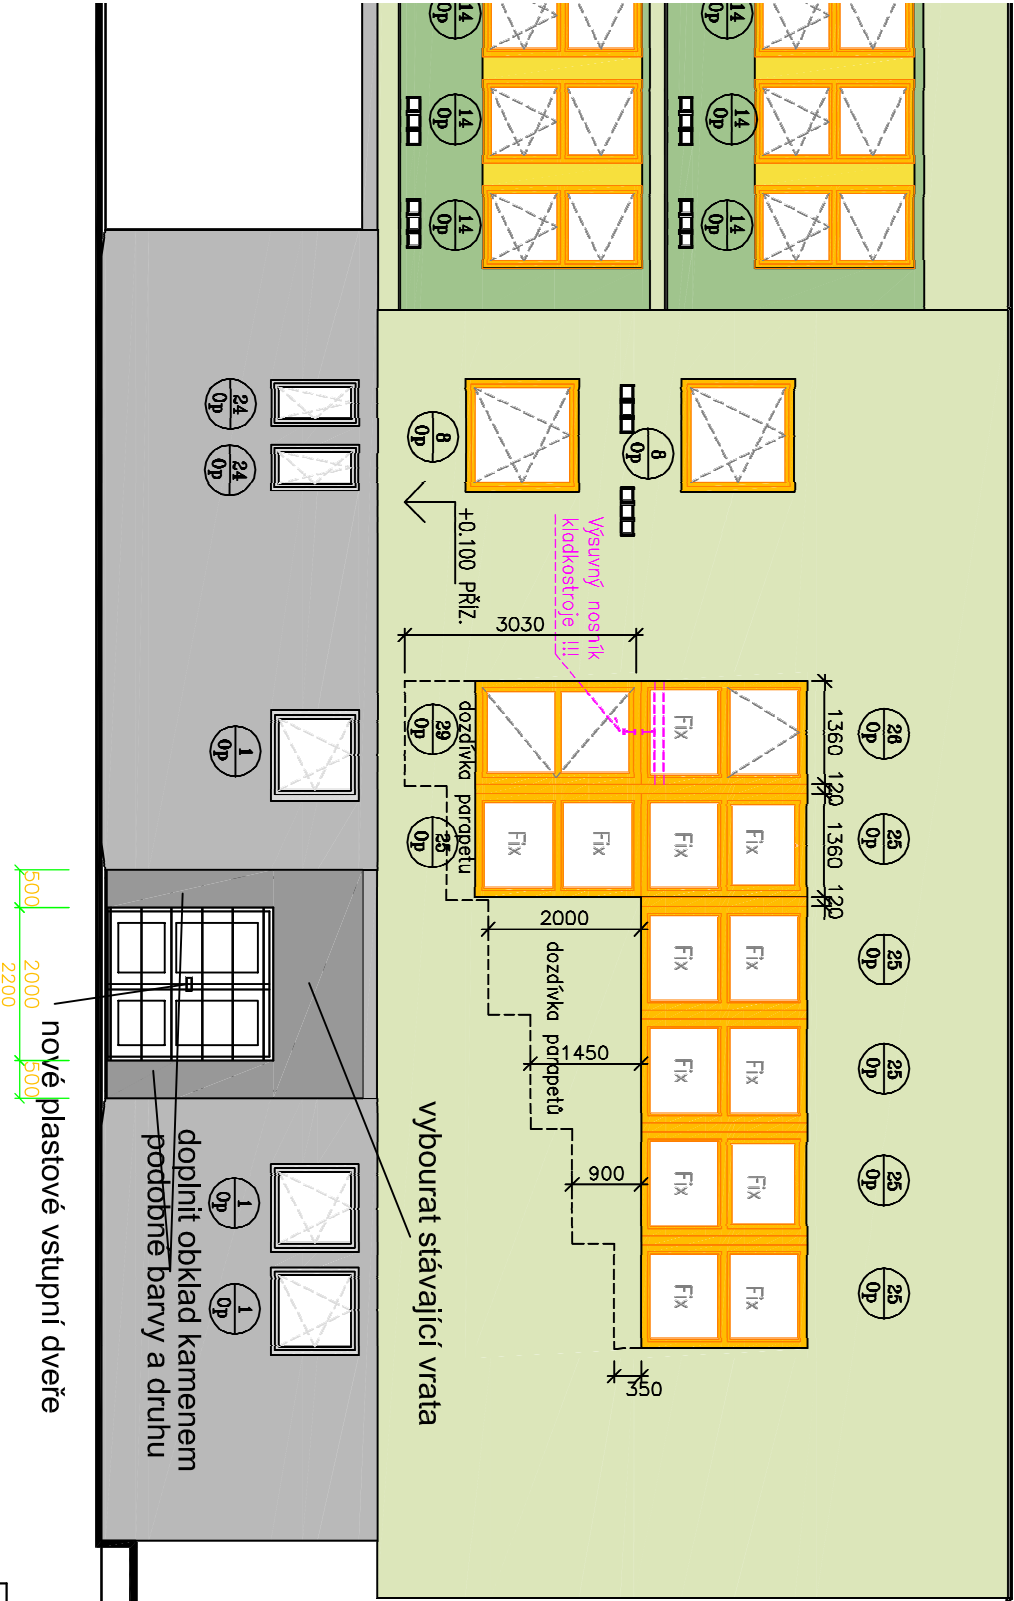 14
Op
14
Op
14
Op
14
Op
14
Op
14
Op
8
Op
8
Op
24
Op
24
Op
1
Op
1
Op
1
Op
26
Op
25
Op
25
Op
25
Op
25
Op
25
Op
29
Op
25
Op
1360
120
1360
120
Fix
Fix
Fix
Fix
Fix
Fix
Fix
Fix
Fix
Fix
Fix
Fix
Fix
Výsuvný nosník
kladkostroje !!!
+0.100 PŘÍZ.
3030
2000
1450
900
350
dozdívka parapetu
dozdívka parapetů
vybourat stávající vrata
doplnit obklad kamenem
podobné barvy a druhu
nové plastové vstupní dveře
500
2000
500
2200